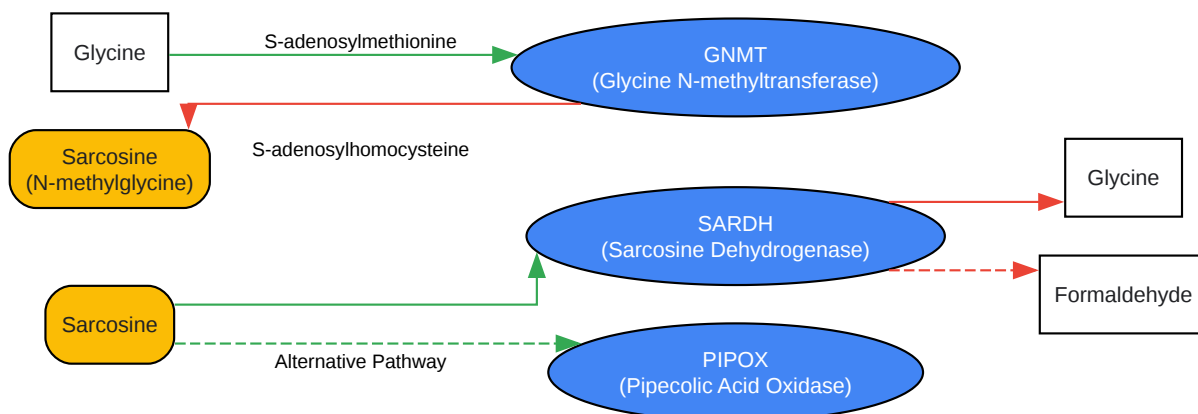 Glycine
S-adenosylmethionine
GNMT
(Glycine N-methyltransferase)
Sarcosine
(N-methylglycine)
S-adenosylhomocysteine
Glycine
SARDH
(Sarcosine Dehydrogenase)
Formaldehyde
Sarcosine
Alternative Pathway
PIPOX
(Pipecolic Acid Oxidase)